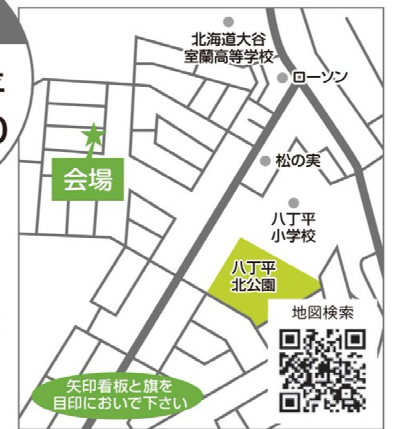 北海道大谷
室蘭高等学校
ローソン
松の実
会場
八丁平
小学校
八丁平
北公園
地図検索
矢印看板と旗を
目印においで下さい